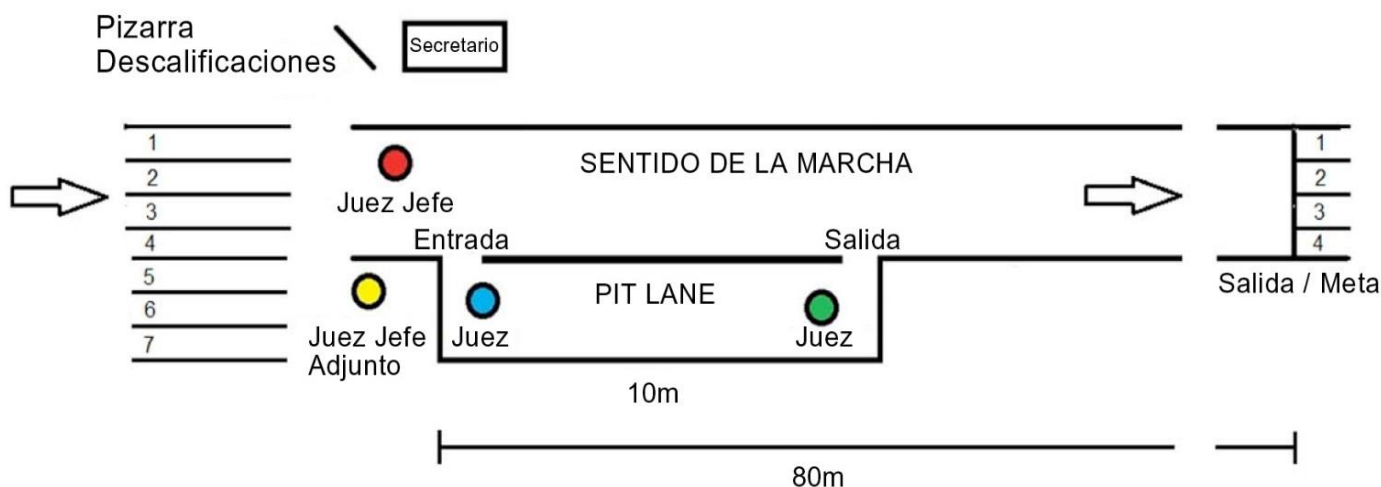 Pizarra
Descalificaciones
Secretario
1
2
3
4
5
6
7
SENTIDO DE LA MARCHA
Juez Jefe
Entrada
Salida
1
2
3
4
Salida / Meta
PIT LANE
Juez Jefe
Adjunto
Juez
Juez
10m
80m